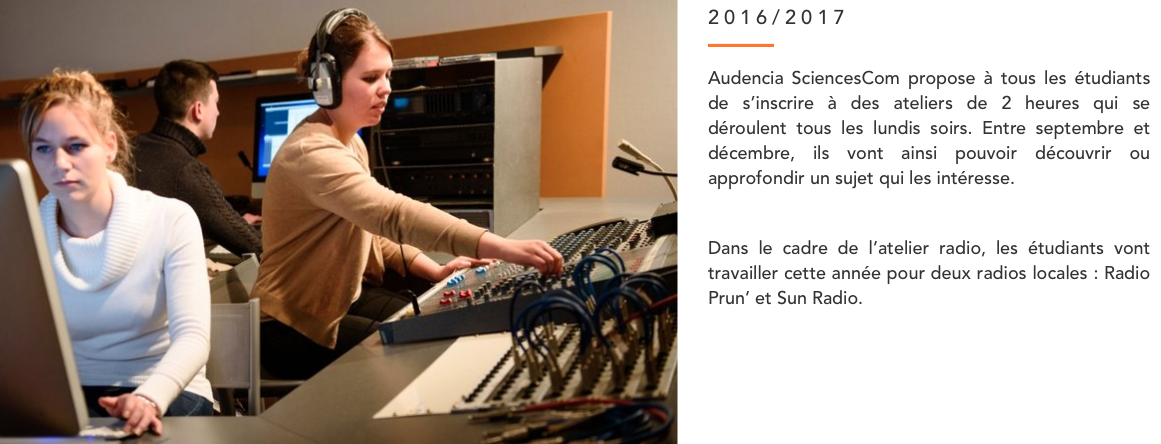 2016/2017
Audencia SciencesCom propose à tous les étudiants
de s’inscrire à des ateliers de 2 heures qui se
déroulent tous les lundis soirs. Entre septembre et
décembre, ils vont ainsi pouvoir découvrir ou
approfondir un sujet qui les intéresse.
Dans le cadre de l’atelier radio, les étudiants vont
travailler cette année pour deux radios locales : Radio
Prun’ et Sun Radio.